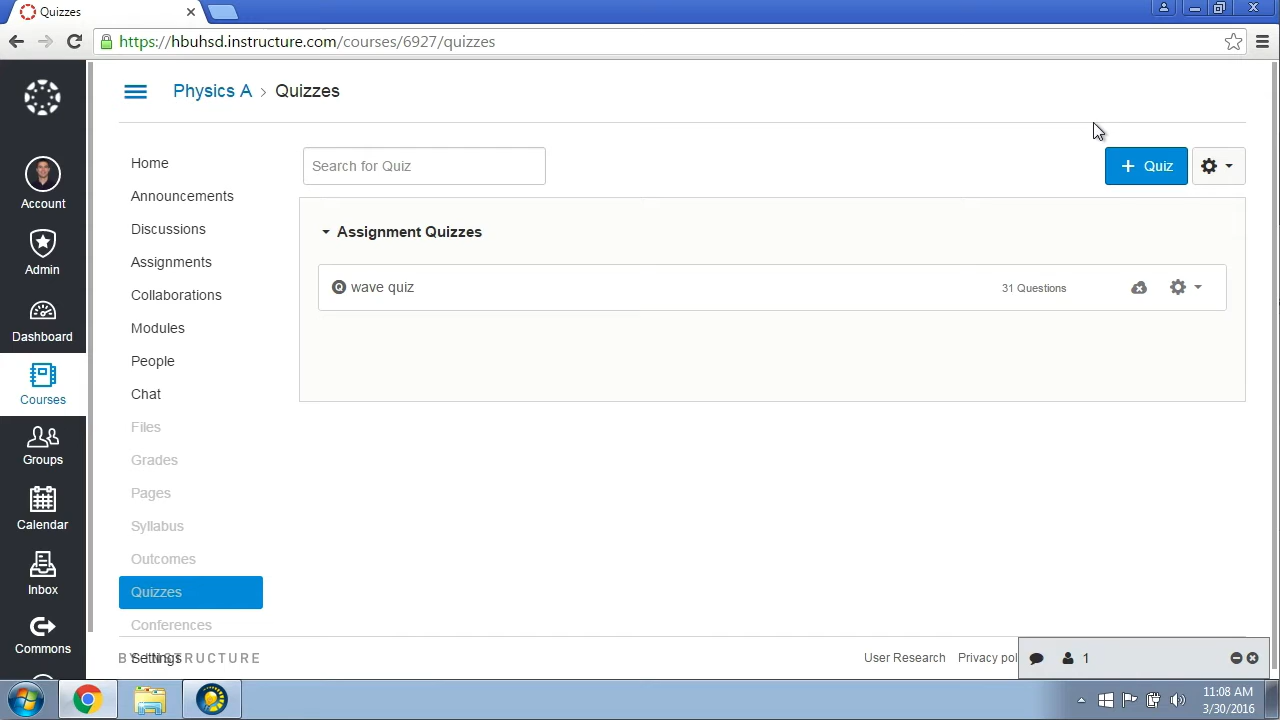 Quizzes
https://hbuhsd.instructure.com/courses/6927/quizzes
Physics A > Quizzes
Account
Admin
Dashboard
Courses
Groups
Calendar
Inbox
Commons
Home
Announcements
Discussions
Assignments
Collaborations
Modules
People
Chat
Files
Grades
Pages
Syllabus
Outcomes
Quizzes
Conferences
Settings
Search for Quiz
+ Quiz
Assignment Quizzes
Q wave quiz
31 Questions
User Research Privacy pol
1
11:08 AM
3/30/2016